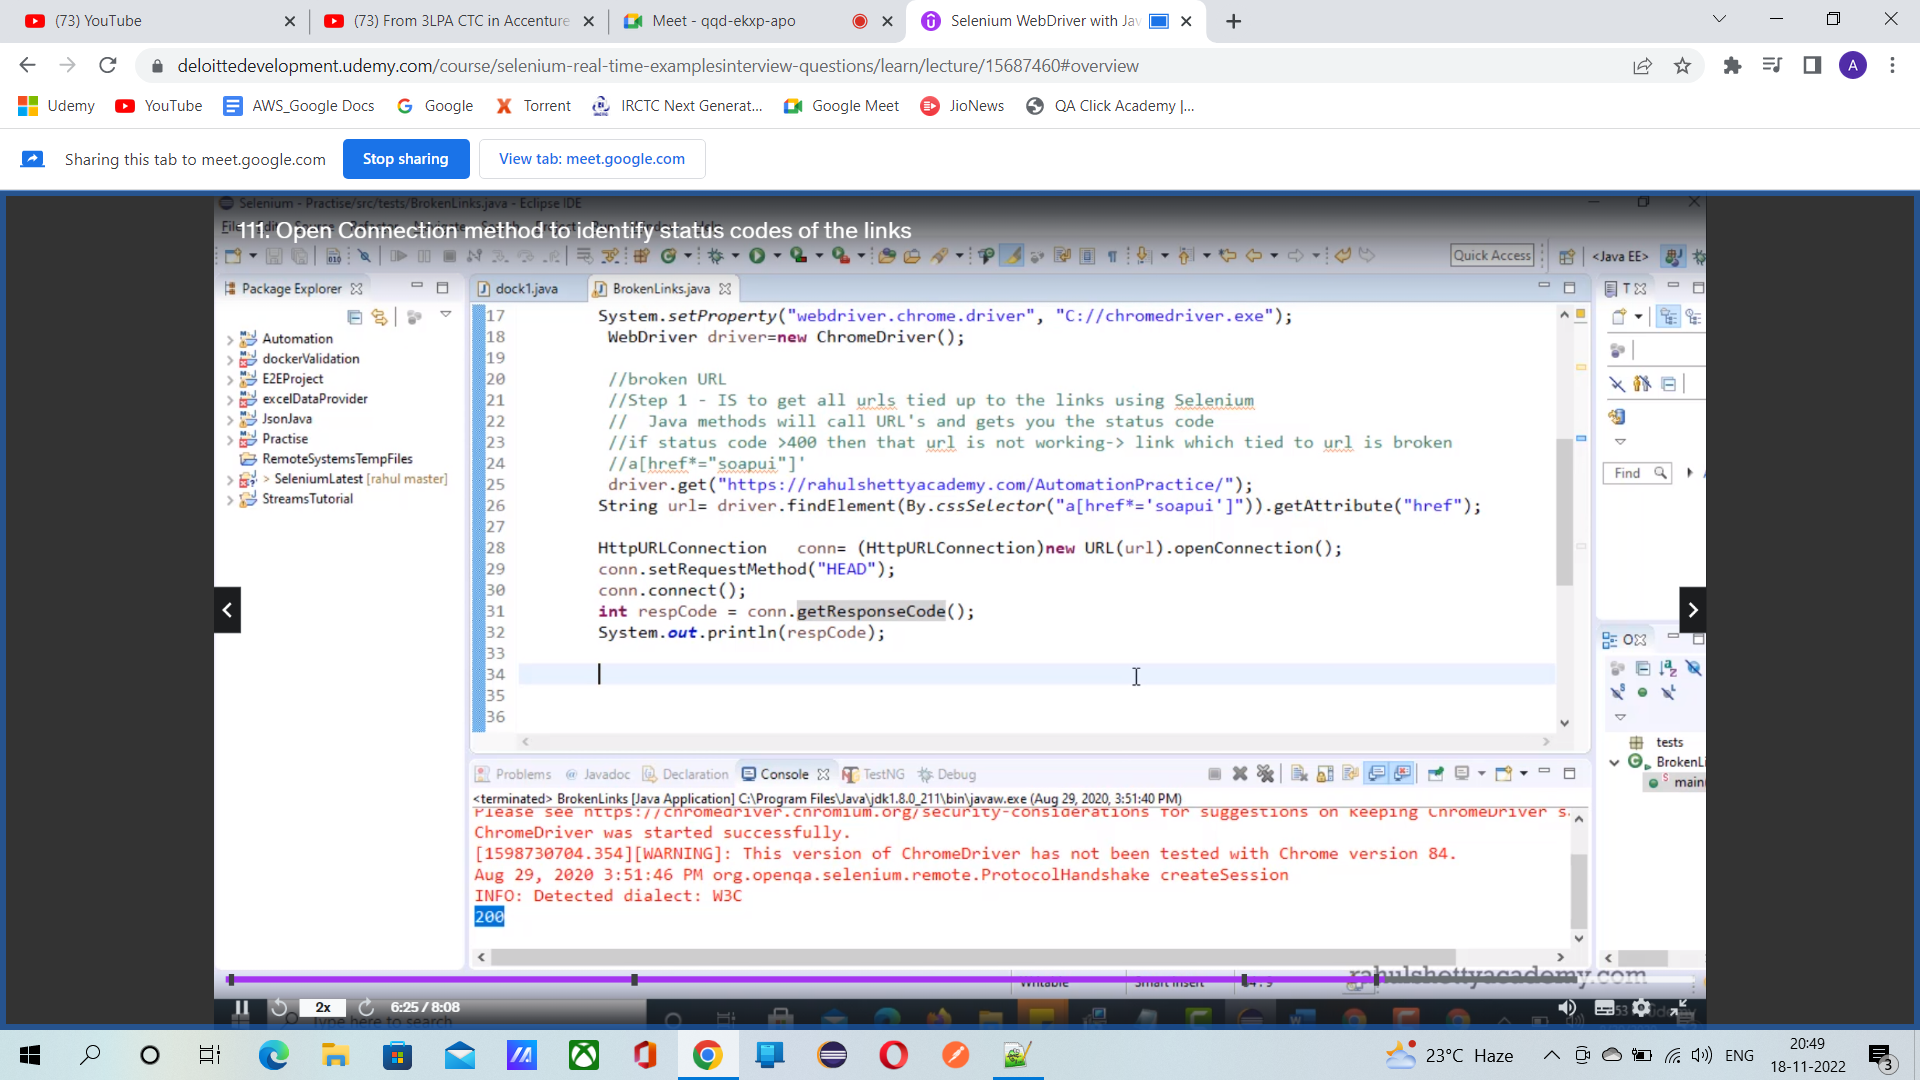 (73) YouTube
(73) From 3LPA CTC in Accenture
Meet - qqd-ekxp-apo
Selenium WebDriver with Jav
deloittedevelopment.udemy.com/course/selenium-real-time-examplesinterview-questions/learn/lecture/15687460#overview
A
Udemy
YouTube
AWS_Google Docs
Google
Torrent
IRCTC Next Generat...
Google Meet
JioNews
QA Click Academy |...
Sharing this tab to meet.google.com
Stop sharing
View tab: meet.google.com
Selenium - Practise/src/tests/BrokenLinks.java - Eclipse IDE
111. Open Connection method to identify status codes of the links
Quick Access
<Java EE>
Package Explorer
dock1.java
BrokenLinks.java
Automation
dockerValidation
E2EProject
excelDataProvider
JsonJava
Practise
RemoteSystemsTempFiles
> SeleniumLatest [rahul master]
StreamsTutorial
17 System.setProperty("webdriver.chrome.driver", "C://chromedriver.exe");
18 WebDriver driver=new ChromeDriver();
19
20 //broken URL
21 //Step 1 - IS to get all urls tied up to the links using Selenium
22 // Java methods will call URL's and gets you the status code
23 //if status code >400 then that url is not working-> link which tied to url is broken
24 //a[href*="soapui"]'
25 driver.get("https://rahulshettyacademy.com/AutomationPractice/");
26 String url= driver.findElement(By.cssSelector("a[href*='soapui']")).getAttribute("href");
27
28 HttpURLConnection conn= (HttpURLConnection)new URL(url).openConnection();
29 conn.setRequestMethod("HEAD");
30 conn.connect();
31 int respCode = conn.getResponseCode();
32 System.out.println(respCode);
33
34
35
36
T
Find
O
tests
BrokenLi
main
Problems
@ Javadoc
Declaration
Console
TestNG
Debug
<terminated> BrokenLinks [Java Application] C:\Program Files\Java\jdk1.8.0_211\bin\javaw.exe (Aug 29, 2020, 3:51:40 PM)
Please see https://chromedriver.chromium.org/security-considerations for suggestions on keeping ChromeDriver s
ChromeDriver was started successfully.
[1598730704.354][WARNING]: This version of ChromeDriver has not been tested with Chrome version 84.
Aug 29, 2020 3:51:46 PM org.openqa.selenium.remote.ProtocolHandshake createSession
INFO: Detected dialect: W3C
200
rahulshettyacademy.com
Writable
Smart Insert
2x
6:25 / 8:08
Type here to search
23°C Haze
ENG
20:49
18-11-2022
3